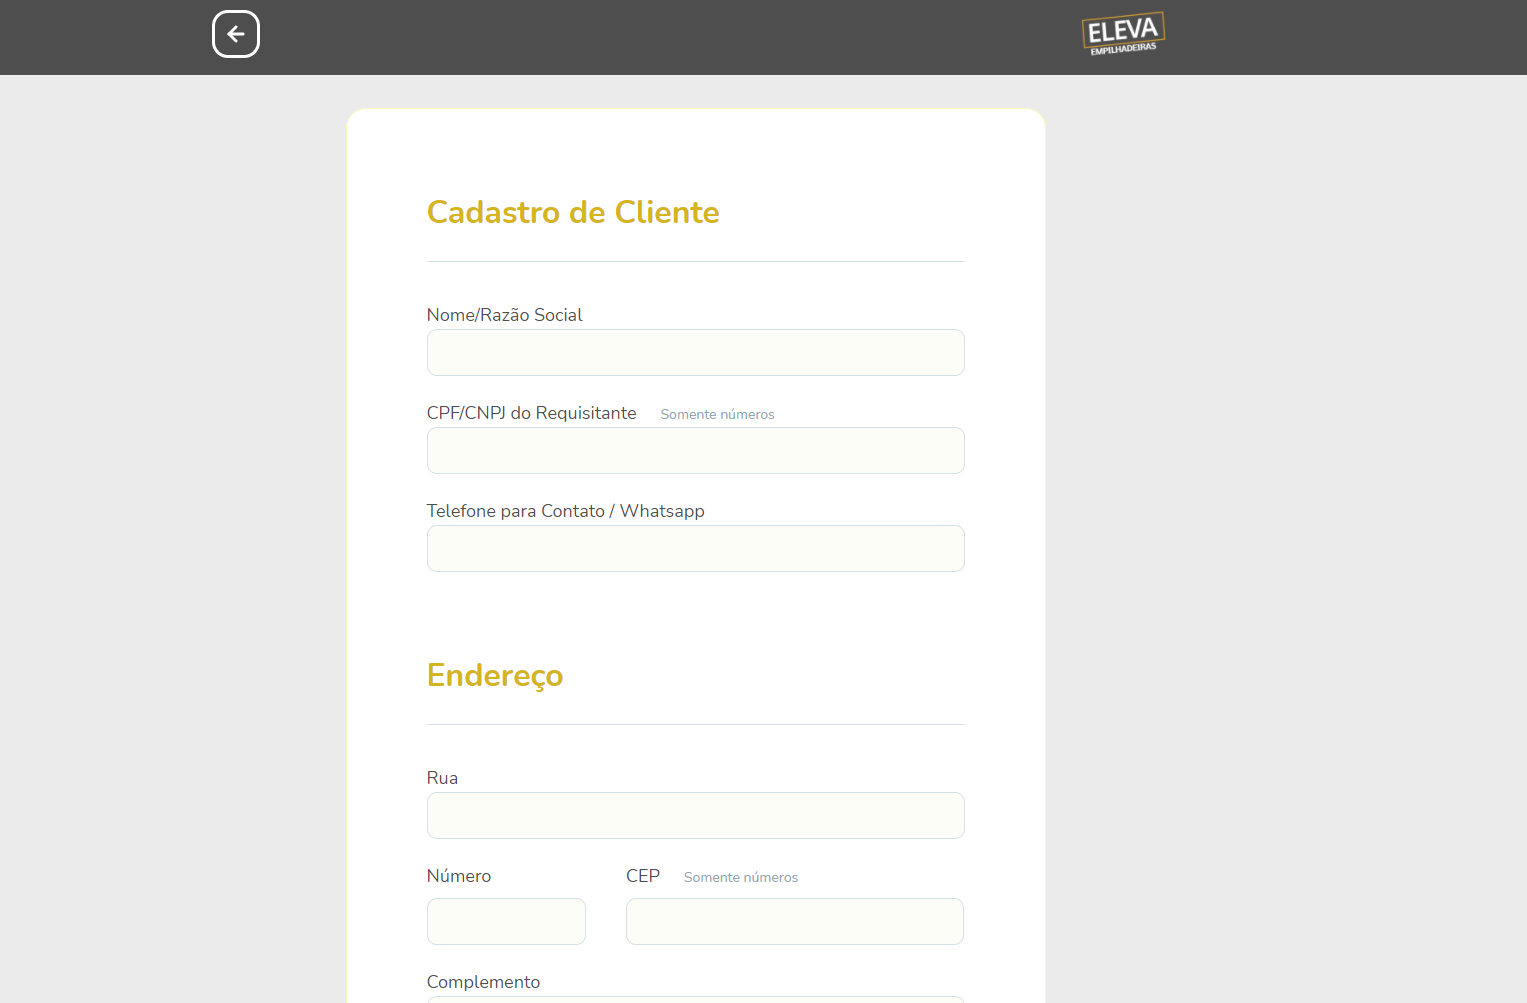 ELEVA
EMPILHADEIRAS
Cadastro de Cliente
Nome/Razão Social
CPF/CNPJ do Requisitante Somente números
Telefone para Contato / Whatsapp
Endereço
Rua
Número CEP Somente números
Complemento